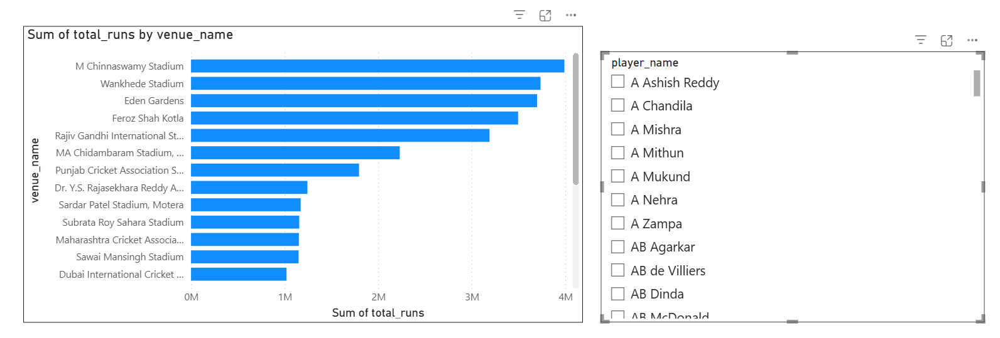 Sum of total_runs by venue_name
venue_name
M Chinnaswamy Stadium
Wankhede Stadium
Eden Gardens
Feroz Shah Kotla
Rajiv Gandhi International St...
MA Chidambaram Stadium, ...
Punjab Cricket Association S...
Dr. Y.S. Rajasekhara Reddy A...
Sardar Patel Stadium, Motera
Subrata Roy Sahara Stadium
Maharashtra Cricket Associa...
Sawai Mansingh Stadium
Dubai International Cricket ...
0M 1M 2M 3M 4M
Sum of total_runs
player_name
A Ashish Reddy
A Chandila
A Mishra
A Mithun
A Mukund
A Nehra
A Zampa
AB Agarkar
AB de Villiers
AB Dinda
AB McDonald